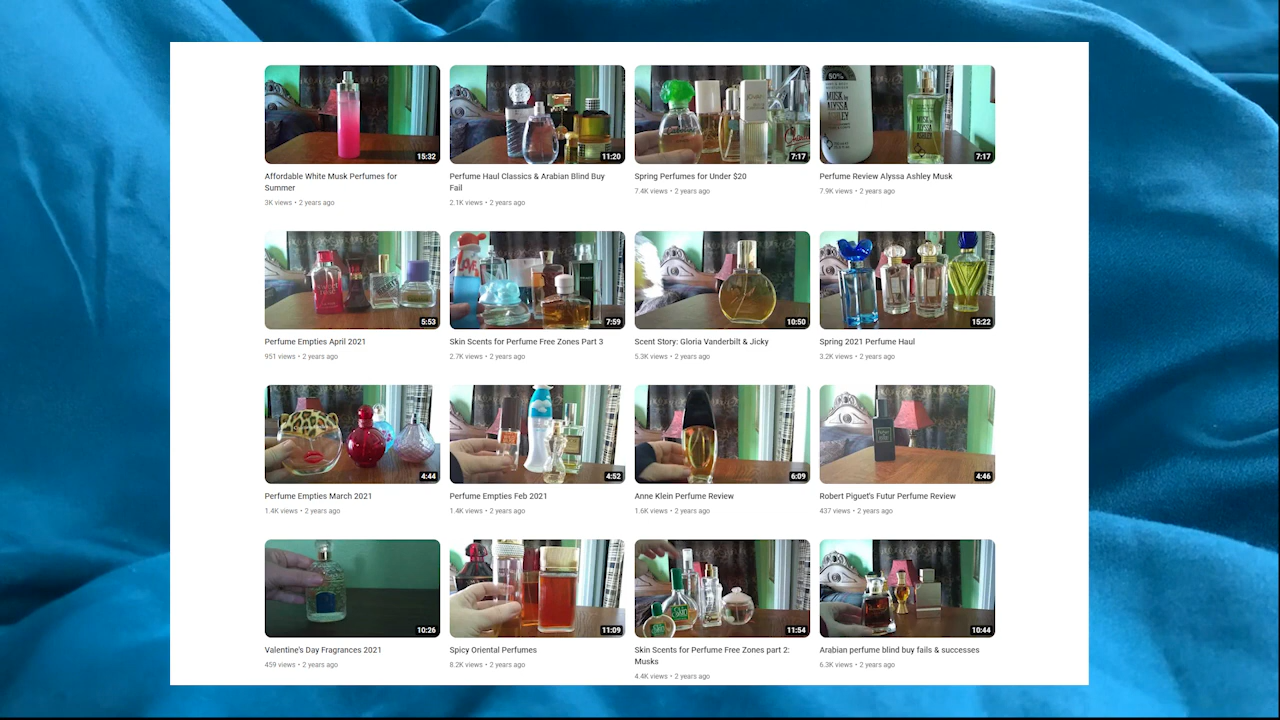 15:32
11:20
7:17
50%
MUSK by
ALYSSA
ASHLEY
7:17
Affordable White Musk Perfumes for
Summer
3K views • 2 years ago
Perfume Haul Classics & Arabian Blind Buy
Fail
2.1K views • 2 years ago
Spring Perfumes for Under $20
7.4K views • 2 years ago
Perfume Review Alyssa Ashley Musk
7.9K views • 2 years ago
5:53
7:59
10:50
15:22
Perfume Empties April 2021
951 views • 2 years ago
Skin Scents for Perfume Free Zones Part 3
2.7K views • 2 years ago
Scent Story: Gloria Vanderbilt & Jicky
5.3K views • 2 years ago
Spring 2021 Perfume Haul
3.2K views • 2 years ago
4:44
4:52
6:09
4:46
Perfume Empties March 2021
1.4K views • 2 years ago
Perfume Empties Feb 2021
1.4K views • 2 years ago
Anne Klein Perfume Review
1.6K views • 2 years ago
Robert Piguet's Futur Perfume Review
437 views • 2 years ago
10:26
11:09
Skin
11:54
10:44
Valentine's Day Fragrances 2021
459 views • 2 years ago
Spicy Oriental Perfumes
8.2K views • 2 years ago
Skin Scents for Perfume Free Zones part 2:
Musks
4.4K views • 2 years ago
Arabian perfume blind buy fails & successes
6.3K views • 2 years ago